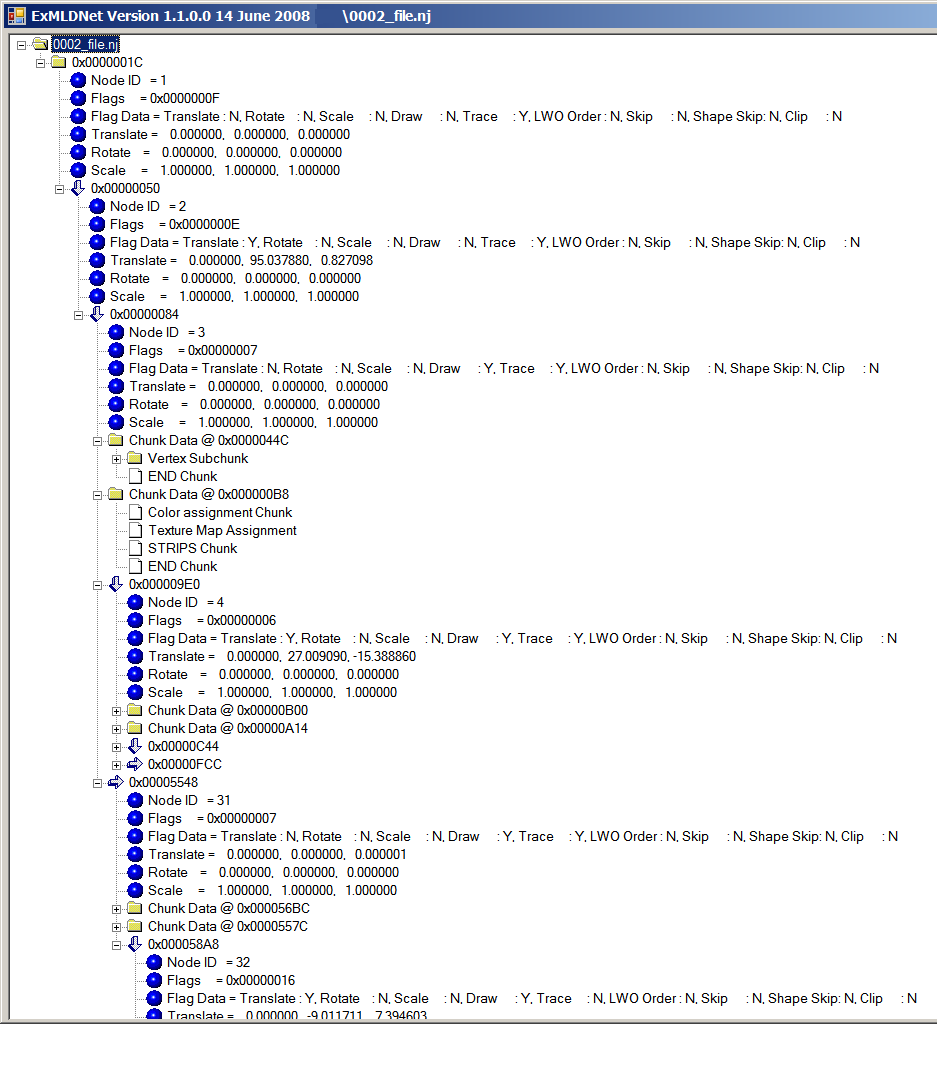 ExMLDNet Version 1.1.0.0 14 June 2008 \0002_file.nj
0002_file.nj
0x0000001C
Node ID = 1
Flags = 0x0000000F
Flag Data = Translate : N, Rotate : N, Scale : N, Draw : N, Trace : Y, LWO Order : N, Skip : N, Shape Skip: N, Clip : N
Translate = 0.000000, 0.000000, 0.000000
Rotate = 0.000000, 0.000000, 0.000000
Scale = 1.000000, 1.000000, 1.000000
0x00000050
Node ID = 2
Flags = 0x0000000E
Flag Data = Translate : Y, Rotate : N, Scale : N, Draw : N, Trace : Y, LWO Order : N, Skip : N, Shape Skip: N, Clip : N
Translate = 0.000000, 95.037880, 0.827098
Rotate = 0.000000, 0.000000, 0.000000
Scale = 1.000000, 1.000000, 1.000000
0x00000084
Node ID = 3
Flags = 0x00000007
Flag Data = Translate : N, Rotate : N, Scale : N, Draw : Y, Trace : Y, LWO Order : N, Skip : N, Shape Skip: N, Clip : N
Translate = 0.000000, 0.000000, 0.000000
Rotate = 0.000000, 0.000000, 0.000000
Scale = 1.000000, 1.000000, 1.000000
Chunk Data @ 0x0000044C
Vertex Subchunk
END Chunk
Chunk Data @ 0x000000B8
Color assignment Chunk
Texture Map Assignment
STRIPS Chunk
END Chunk
0x000009E0
Node ID = 4
Flags = 0x00000006
Flag Data = Translate : Y, Rotate : N, Scale : N, Draw : Y, Trace : Y, LWO Order : N, Skip : N, Shape Skip: N, Clip : N
Translate = 0.000000, 27.009090, -15.388860
Rotate = 0.000000, 0.000000, 0.000000
Scale = 1.000000, 1.000000, 1.000000
Chunk Data @ 0x00000B00
Chunk Data @ 0x00000A14
0x00000C44
0x00000FCC
0x00005548
Node ID = 31
Flags = 0x00000007
Flag Data = Translate : N, Rotate : N, Scale : N, Draw : Y, Trace : Y, LWO Order : N, Skip : N, Shape Skip: N, Clip : N
Translate = 0.000000, 0.000000, 0.000001
Rotate = 0.000000, 0.000000, 0.000000
Scale = 1.000000, 1.000000, 1.000000
Chunk Data @ 0x000056BC
Chunk Data @ 0x0000557C
0x000058A8
Node ID = 32
Flags = 0x00000016
Flag Data = Translate : Y, Rotate : N, Scale : N, Draw : Y, Trace : N, LWO Order : N, Skip : N, Shape Skip: N, Clip : N
Translate = 0.000000, -9.011711, 7.394603